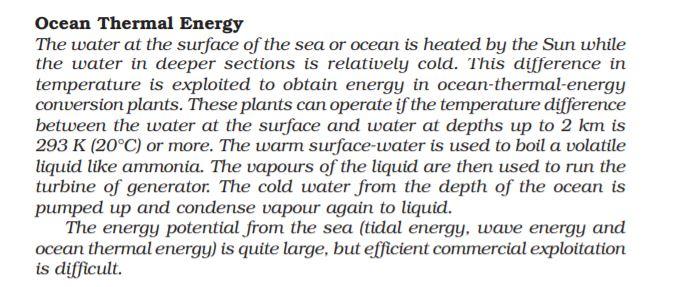 Ocean Thermal Energy
The water at the surface of the sea or ocean is heated by the Sun while
the water in deeper sections is relatively cold. This difference in
temperature is exploited to obtain energy in ocean-thermal-energy
conversion plants. These plants can operate if the temperature difference
between the water at the surface and water at depths up to 2 km is
293 K (20°C) or more. The warm surface-water is used to boil a volatile
liquid like ammonia. The vapours of the liquid are then used to run the
turbine of generator. The cold water from the depth of the ocean is
pumped up and condense vapour again to liquid.
The energy potential from the sea (tidal energy, wave energy and
ocean thermal energy) is quite large, but efficient commercial exploitation
is difficult.